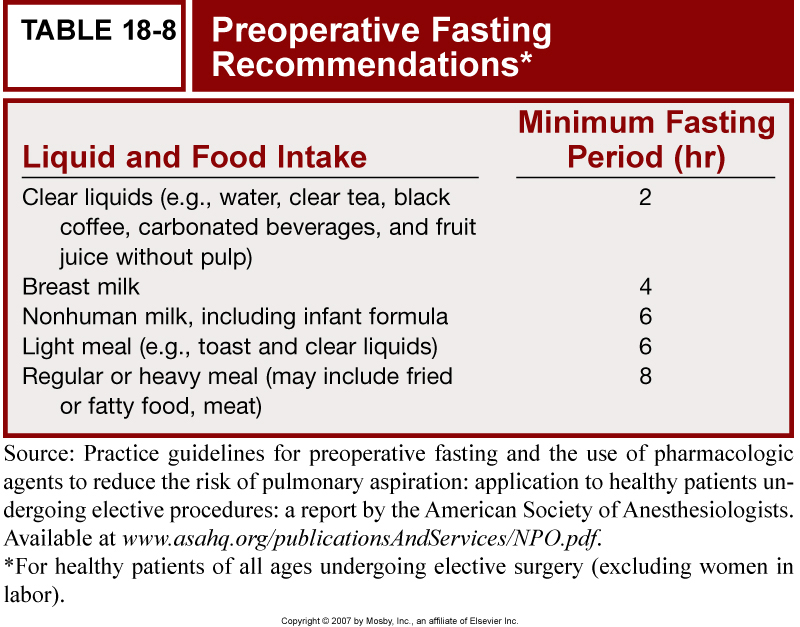 TABLE 18-8
Preoperative Fasting
Recommendations*
Liquid and Food Intake
Minimum Fasting
Period (hr)
Clear liquids (e.g., water, clear tea, black 2
coffee, carbonated beverages, and fruit
juice without pulp)
Breast milk 4
Nonhuman milk, including infant formula 6
Light meal (e.g., toast and clear liquids) 6
Regular or heavy meal (may include fried 8
or fatty food, meat)
Source: Practice guidelines for preoperative fasting and the use of pharmacologic
agents to reduce the risk of pulmonary aspiration: application to healthy patients un-
dergoing elective procedures: a report by the American Society of Anesthesiologists.
Available at www.asahq.org/publicationsAndServices/NPO.pdf.
*For healthy patients of all ages undergoing elective surgery (excluding women in
labor).
Copyright © 2007 by Mosby, Inc., an affiliate of Elsevier Inc.